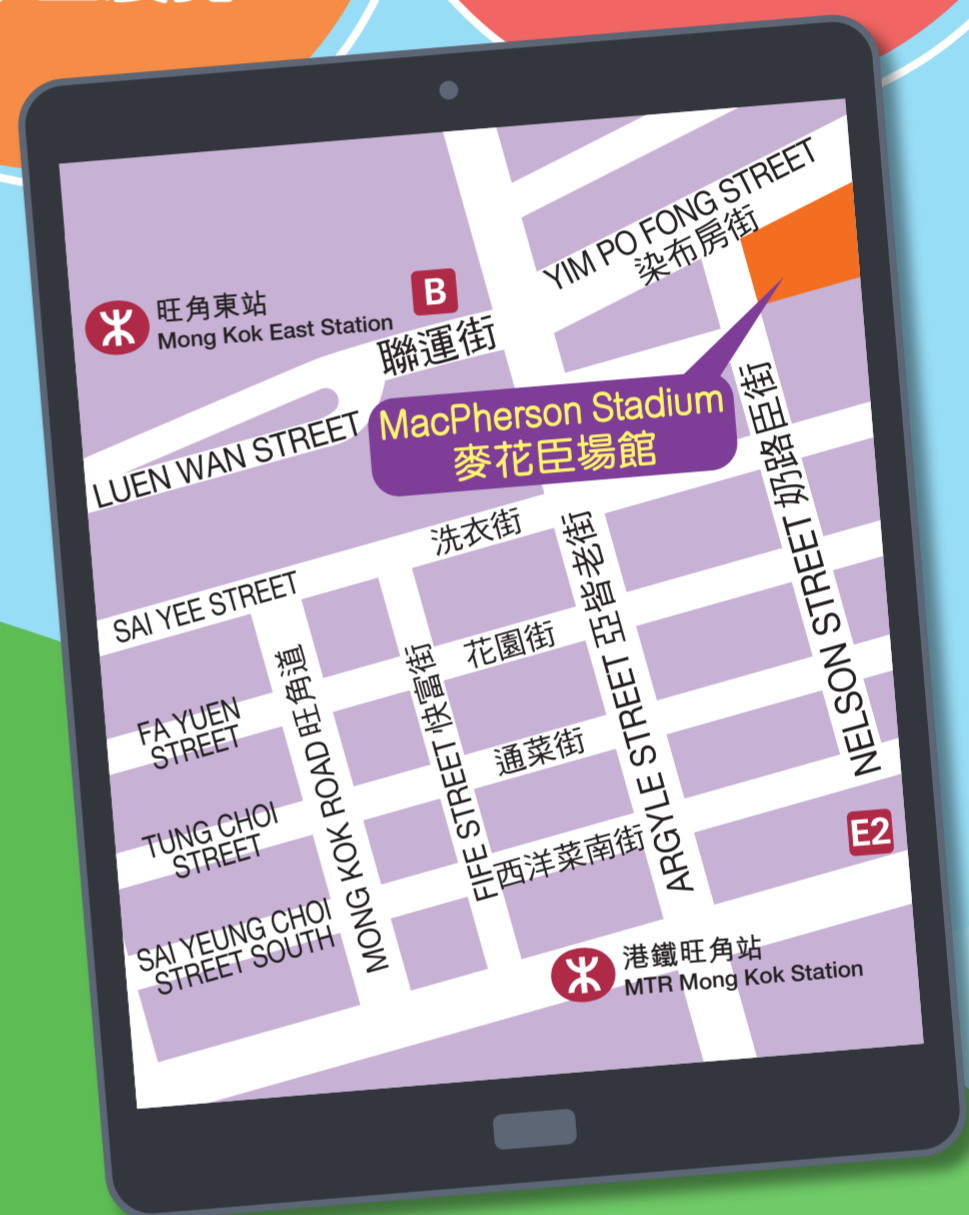 旺角東站
Mong Kok East Station
B
聯運街
LUEN WAN STREET
YIM PO FONG STREET
染布房街
MacPherson Stadium
麥花臣場館
洗衣街
SAI YEE STREET
花園街
FA YUEN
STREET
通菜街
TUNG CHOI
STREET
西洋菜南街
SAI YEUNG CHOI
STREET SOUTH
MONG KOK ROAD 旺角道
FIFE STREET 快富街
ARGYLE STREET 亞皆老街
NELSON STREET 奶路臣街
E2
港鐵旺角站
MTR Mong Kok Station